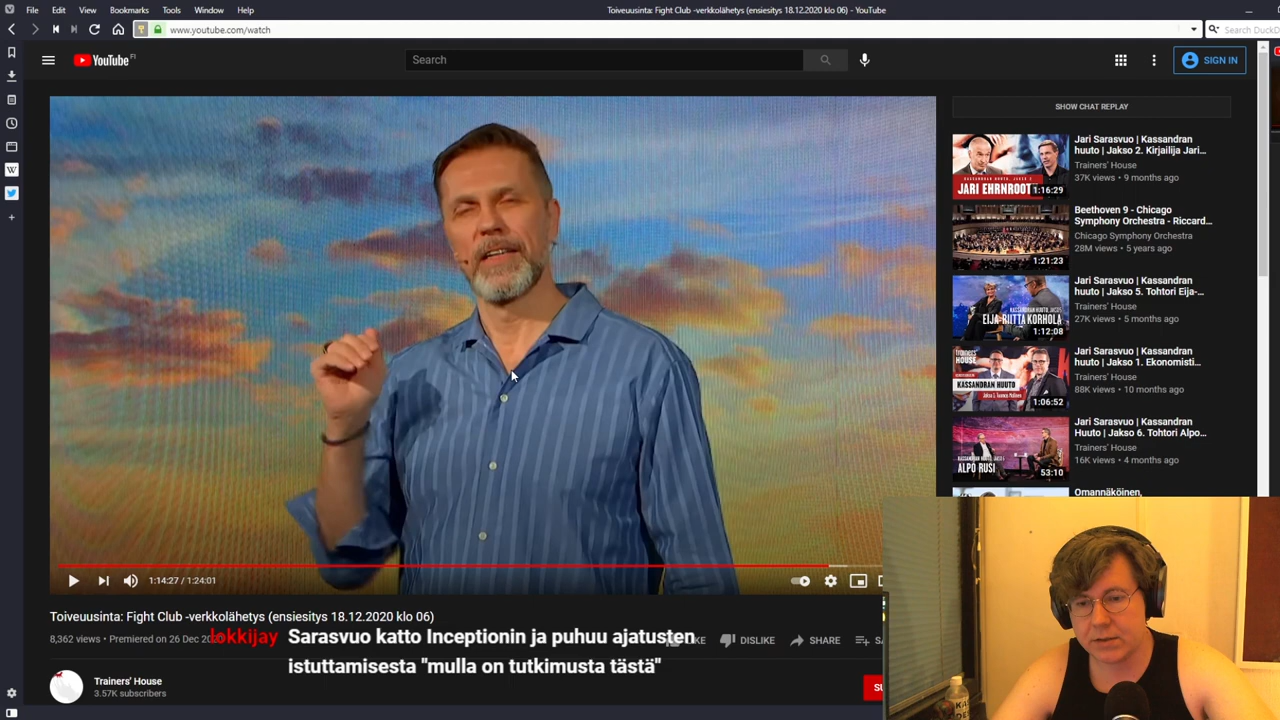 File Edit View Bookmarks Tools Window Help
Toiveuusinta: Fight Club -verkkolähetys (ensiesitys 18.12.2020 klo 06) - YouTube
www.youtube.com/watch
YouTube FI
Search
SIGN IN
SHOW CHAT REPLAY
Jari Sarasvuo | Kassandran
huuto | Jakso 2. Kirjailija Jari...
Trainers' House
37K views • 9 months ago
JARI EHRNROOT
1:16:29
Beethoven 9 - Chicago
Symphony Orchestra - Riccard...
Chicago Symphony Orchestra
28M views • 5 years ago
1:21:23
Jari Sarasvuo | Kassandran
huuto | Jakso 5. Tohtori Eija-...
Trainers' House
27K views • 5 months ago
EIJA-RIITTA KORHOLA
1:12:08
Jari Sarasvuo | Kassandran
huuto | Jakso 1. Ekonomisti...
Trainers' House
88K views • 10 months ago
KASSANDRAN HUUTO
1:06:52
Jari Sarasvuo | Kassandran
Huuto | Jakso 6. Tohtori Alpo...
Trainers' House
16K views • 4 months ago
ALPO RUSI
53:10
Omannäköinen,
1:14:27 / 1:24:01
Toiveuusinta: Fight Club -verkkolähetys (ensiesitys 18.12.2020 klo 06)
8,362 views • Premiered on 26 Dec
DISLIKE SHARE
lokkijay Sarasvuo katto Inceptionin ja puhuu ajatusten
istuttamisesta "mulla on tutkimusta tästä"
Trainers' House
3.57K subscribers